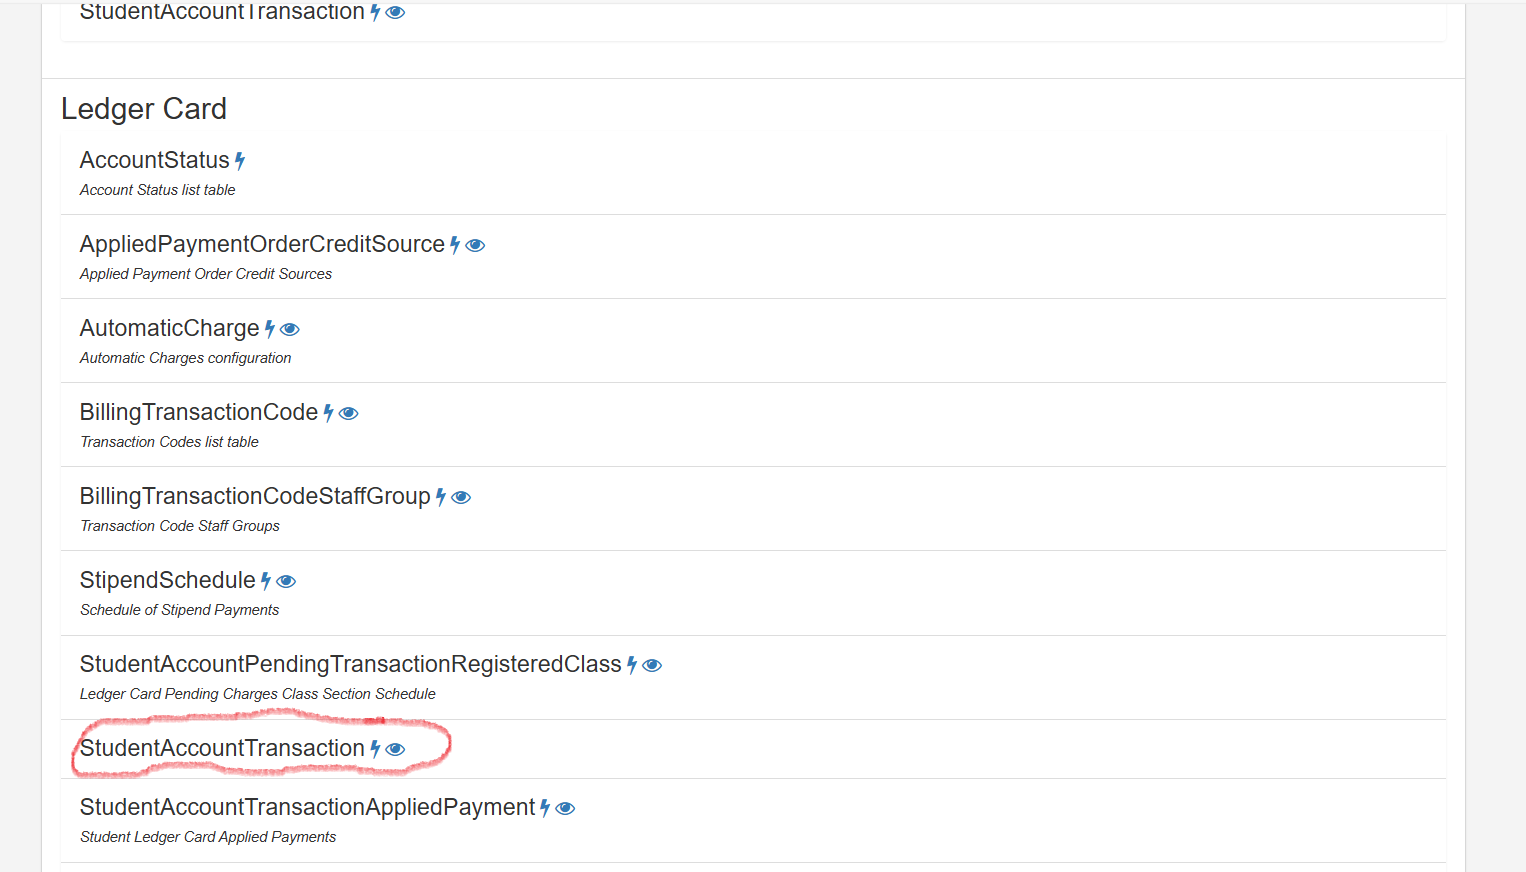 StudentAccountTransaction
Ledger Card
AccountStatus
Account Status list table
AppliedPaymentOrderCreditSource
Applied Payment Order Credit Sources
AutomaticCharge
Automatic Charges configuration
BillingTransactionCode
Transaction Codes list table
BillingTransactionCodeStaffGroup
Transaction Code Staff Groups
StipendSchedule
Schedule of Stipend Payments
StudentAccountPendingTransactionRegisteredClass
Ledger Card Pending Charges Class Section Schedule
StudentAccountTransaction
StudentAccountTransactionAppliedPayment
Student Ledger Card Applied Payments